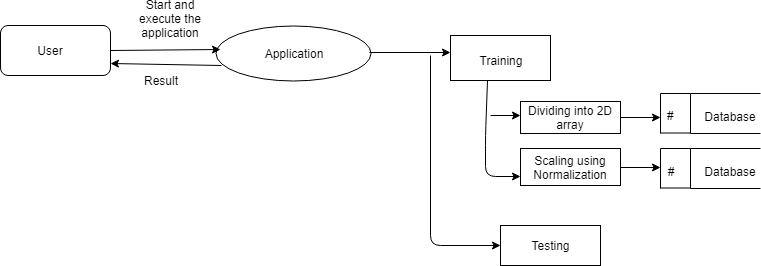 Start and
execute the
application
User
Application
Result
Training
Dividing into 2D
array
# Database
Scaling using
Normalization
# Database
Testing